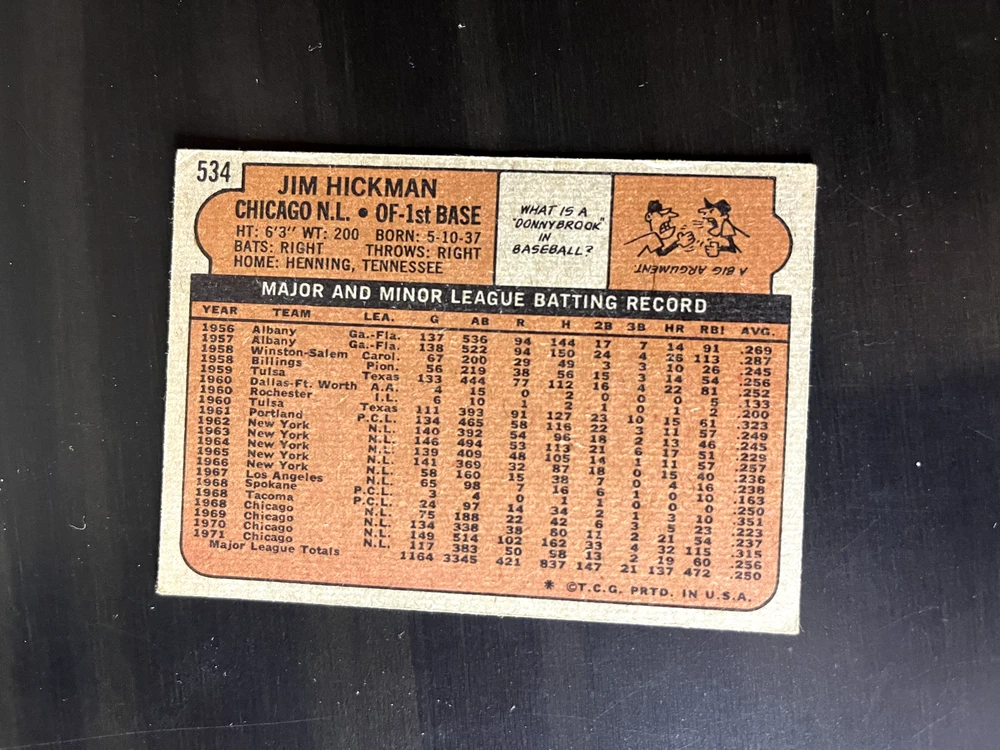 534
JIM HICKMAN
CHICAGO N.L. • OF-1st BASE
HT: 6'3" WT: 200 BORN: 5-10-37
BATS: RIGHT THROWS: RIGHT
HOME: HENNING, TENNESSEE
WHAT IS A
"DONNYBROOK"
IN
BASEBALL?
A BIG ARGUMENT.
MAJOR AND MINOR LEAGUE BATTING RECORD
YEAR TEAM LEA. G AB R H 2B 3B HR RBI AVG.
1956 Albany Ga.-Fla. 137 536 94 144 17 7 14 91 .269
1957 Albany Ga.-Fla. 138 522 94 150 24 4 26 113 .287
1958 Winston-Salem Carol. 67 200 29 49 3 3 10 26 .245
1958 Billings Pion. 56 219 38 56 15 3 14 54 .256
1959 Tulsa Texas 133 444 77 112 16 4 22 81 .252
1960 Dallas-Ft. Worth A.A. 4 15 0 2 0 0 0 5 .133
1960 Rochester I.L. 6 10 1 2 1 0 1 2 .200
1960 Tulsa Texas 111 393 91 127 23 10 15 61 .323
1961 Portland P.C.L. 134 465 58 116 22 3 11 57 .249
1962 New York N.L. 140 392 54 96 18 2 13 46 .245
1963 New York N.L. 146 494 53 113 21 6 17 51 .229
1964 New York N.L. 139 409 48 105 14 1 11 57 .257
1965 New York N.L. 141 369 32 87 18 0 15 40 .236
1966 New York N.L. 58 160 15 38 7 0 4 16 .238
1967 Los Angeles N.L. 65 98 7 16 6 1 0 10 .163
1968 Spokane P.C.L. 3 4 0 1 1 0 0 0 .250
1968 Tacoma P.C.L. 24 97 14 34 2 1 3 10 .351
1968 Chicago N.L. 75 188 22 42 6 3 5 23 .223
1969 Chicago N.L. 134 338 38 80 11 2 21 54 .237
1970 Chicago N.L. 149 514 102 162 33 4 32 115 .315
1971 Chicago N.L. 117 383 50 98 13 2 19 60 .256
Major League Totals 1164 3345 421 837 147 21 137 472 .250
* ©T.C.G. PRTD. IN U.S.A.